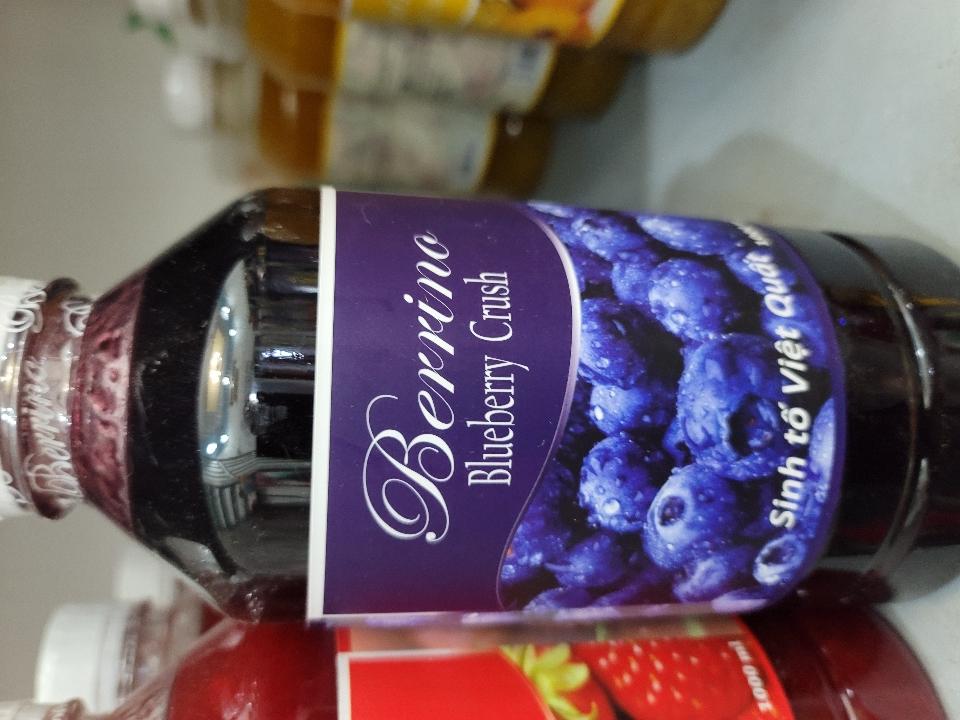 Berrino
Blueberry Crush
Sinh tố Việt Quất
Berrino
1000 ml